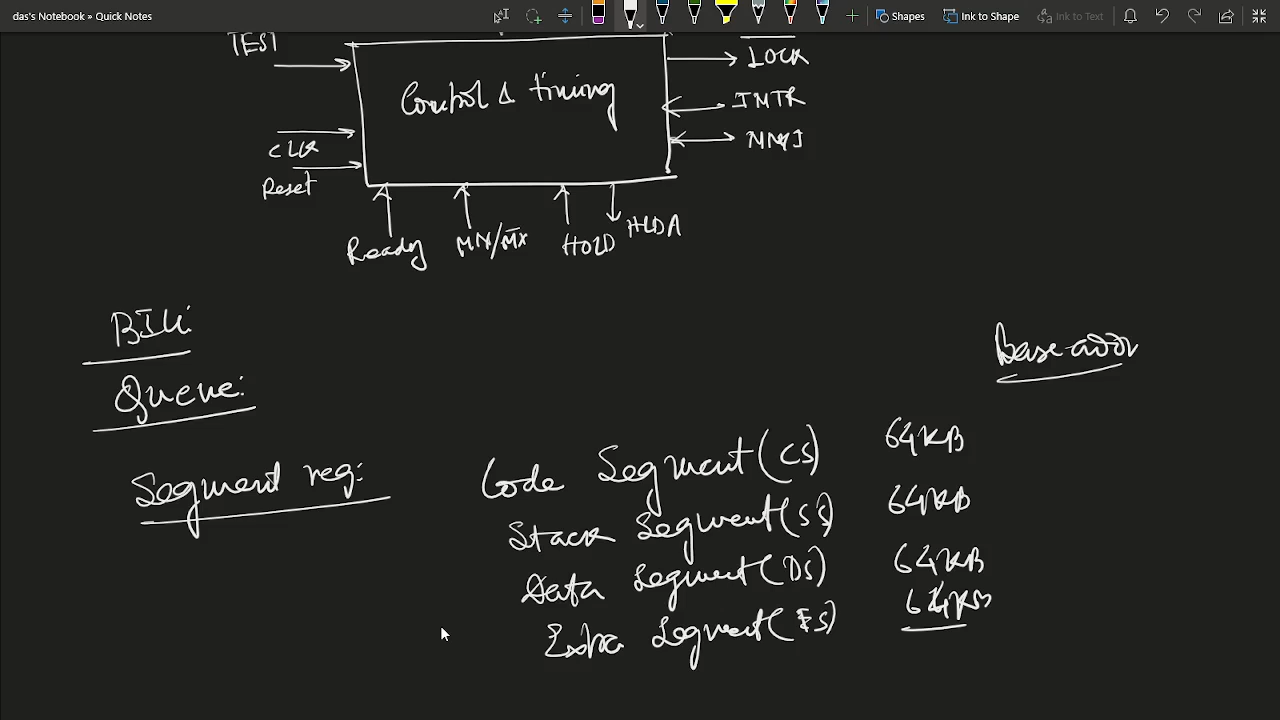 das's Notebook » Quick Notes
Shapes
Ink to Shape
Ink to Text
TEST
LOCK
Control & timing
INTR
NMI
CLK
Reset
Ready
MN/MX
HOLD
HLDA
BIU:
Base addr
Queue:
Segment reg:
Code Segment(CS) 64KB
Stack Segment(SS) 64KB
Data Segment(DS) 64KB
Extra Segment(ES) 64KB